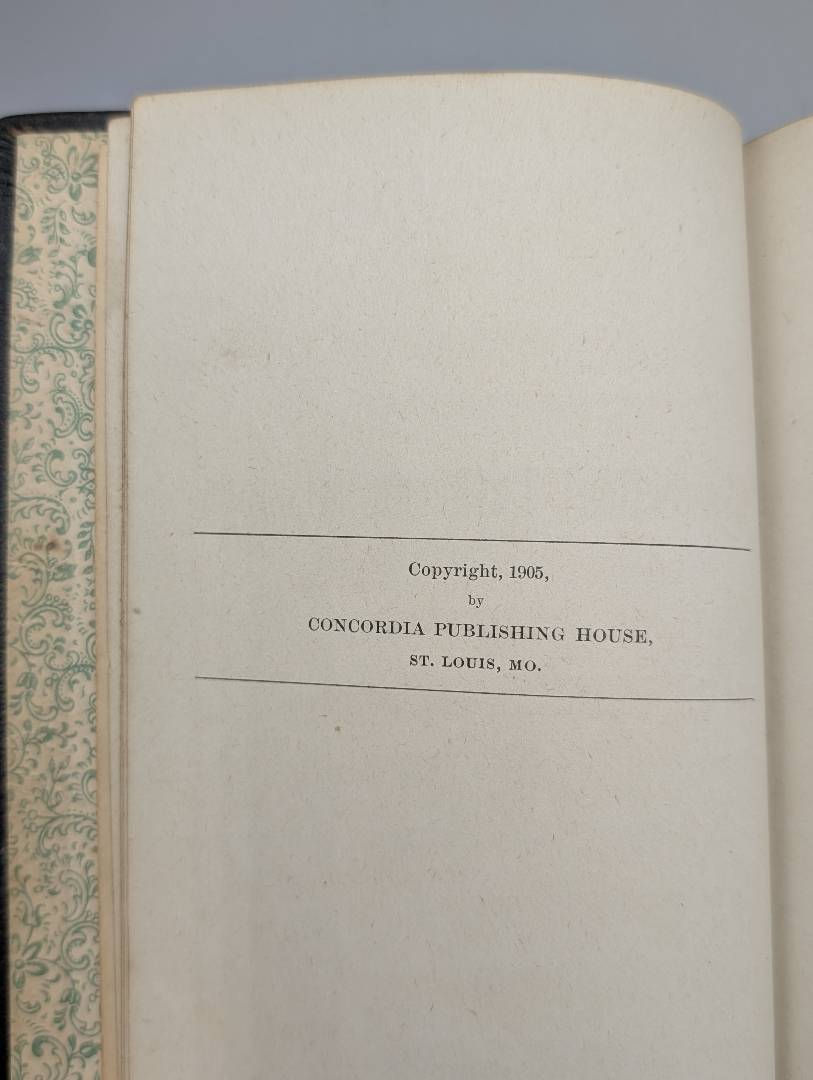 Copyright, 1905,
by
CONCORDIA PUBLISHING HOUSE,
ST. LOUIS, MO.